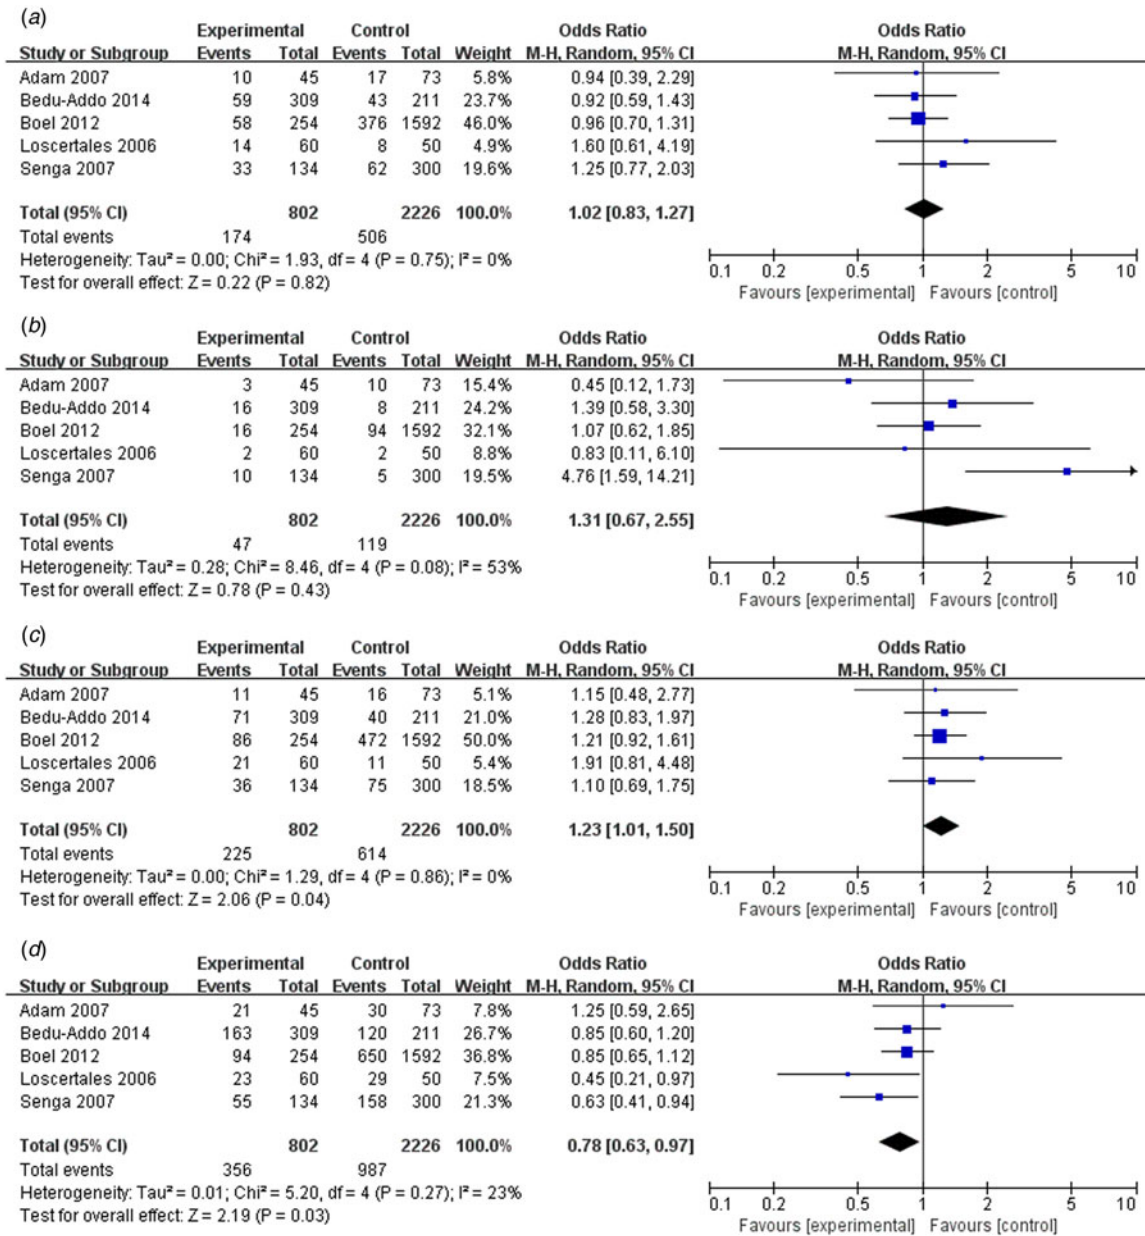 (a)
Experimental Control Odds Ratio Odds Ratio
Study or Subgroup Events Total Events Total Weight M-H, Random, 95% CI M-H, Random, 95% CI
Adam 2007 10 45 17 73 5.8% 0.94 [0.39, 2.29]
Bedu-Addo 2014 59 309 43 211 23.7% 0.92 [0.59, 1.43]
Boel 2012 58 254 376 1592 46.0% 0.96 [0.70, 1.31]
Loscertales 2006 14 60 8 50 4.9% 1.60 [0.61, 4.19]
Senga 2007 33 134 62 300 19.6% 1.25 [0.77, 2.03]
Total (95% CI) 802 2226 100.0% 1.02 [0.83, 1.27]
Total events 174 506
Heterogeneity: Tau² = 0.00; Chi² = 1.93, df = 4 (P = 0.75); I² = 0%
Test for overall effect: Z = 0.22 (P = 0.82)
0.1 0.2 0.5 1 2 5 10
Favours [experimental] Favours [control]
(b)
Experimental Control Odds Ratio Odds Ratio
Study or Subgroup Events Total Events Total Weight M-H, Random, 95% CI M-H, Random, 95% CI
Adam 2007 3 45 10 73 15.4% 0.45 [0.12, 1.73]
Bedu-Addo 2014 16 309 8 211 24.2% 1.39 [0.58, 3.30]
Boel 2012 16 254 94 1592 32.1% 1.07 [0.62, 1.85]
Loscertales 2006 2 60 2 50 8.8% 0.83 [0.11, 6.10]
Senga 2007 10 134 5 300 19.5% 4.76 [1.59, 14.21]
Total (95% CI) 802 2226 100.0% 1.31 [0.67, 2.55]
Total events 47 119
Heterogeneity: Tau² = 0.28; Chi² = 8.46, df = 4 (P = 0.08); I² = 53%
Test for overall effect: Z = 0.78 (P = 0.43)
0.1 0.2 0.5 1 2 5 10
Favours [experimental] Favours [control]
(c)
Experimental Control Odds Ratio Odds Ratio
Study or Subgroup Events Total Events Total Weight M-H, Random, 95% CI M-H, Random, 95% CI
Adam 2007 11 45 16 73 5.1% 1.15 [0.48, 2.77]
Bedu-Addo 2014 71 309 40 211 21.0% 1.28 [0.83, 1.97]
Boel 2012 86 254 472 1592 50.0% 1.21 [0.92, 1.61]
Loscertales 2006 21 60 11 50 5.4% 1.91 [0.81, 4.48]
Senga 2007 36 134 75 300 18.5% 1.10 [0.69, 1.75]
Total (95% CI) 802 2226 100.0% 1.23 [1.01, 1.50]
Total events 225 614
Heterogeneity: Tau² = 0.00; Chi² = 1.29, df = 4 (P = 0.86); I² = 0%
Test for overall effect: Z = 2.06 (P = 0.04)
0.1 0.2 0.5 1 2 5 10
Favours [experimental] Favours [control]
(d)
Experimental Control Odds Ratio Odds Ratio
Study or Subgroup Events Total Events Total Weight M-H, Random, 95% CI M-H, Random, 95% CI
Adam 2007 21 45 30 73 7.8% 1.25 [0.59, 2.65]
Bedu-Addo 2014 163 309 120 211 26.7% 0.85 [0.60, 1.20]
Boel 2012 94 254 650 1592 36.8% 0.85 [0.65, 1.12]
Loscertales 2006 23 60 29 50 7.5% 0.45 [0.21, 0.97]
Senga 2007 55 134 158 300 21.3% 0.63 [0.41, 0.94]
Total (95% CI) 802 2226 100.0% 0.78 [0.63, 0.97]
Total events 356 987
Heterogeneity: Tau² = 0.01; Chi² = 5.20, df = 4 (P = 0.27); I² = 23%
Test for overall effect: Z = 2.19 (P = 0.03)
0.1 0.2 0.5 1 2 5 10
Favours [experimental] Favours [control]